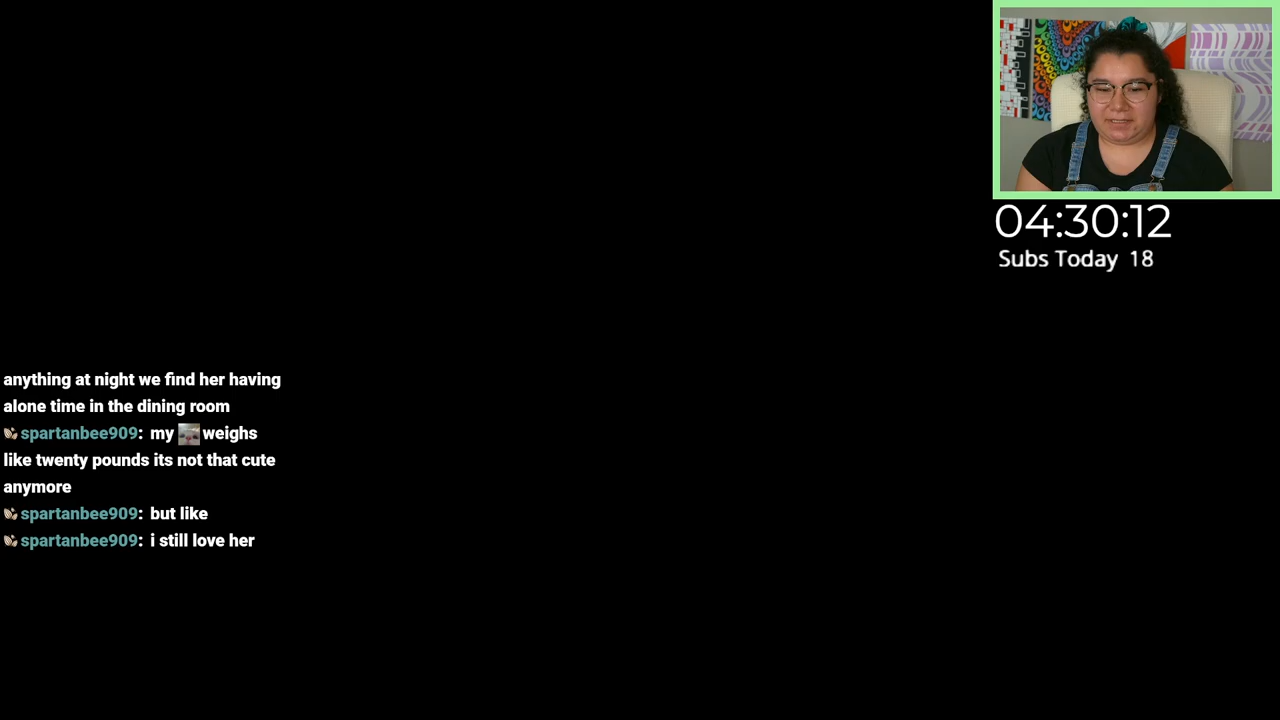 04:30:12
Subs Today 18
anything at night we find her having
alone time in the dining room
spartanbee909: my weighs
like twenty pounds its not that cute
anymore
spartanbee909: but like
spartanbee909: i still love her